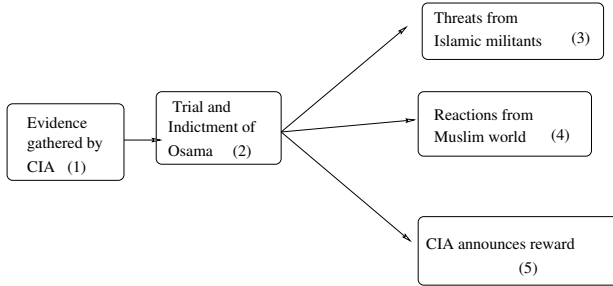 Evidence
gathered by
CIA (1)
Trial and
Indictment of
Osama (2)
Threats from
Islamic militants (3)
Reactions from
Muslim world (4)
CIA announces reward
(5)